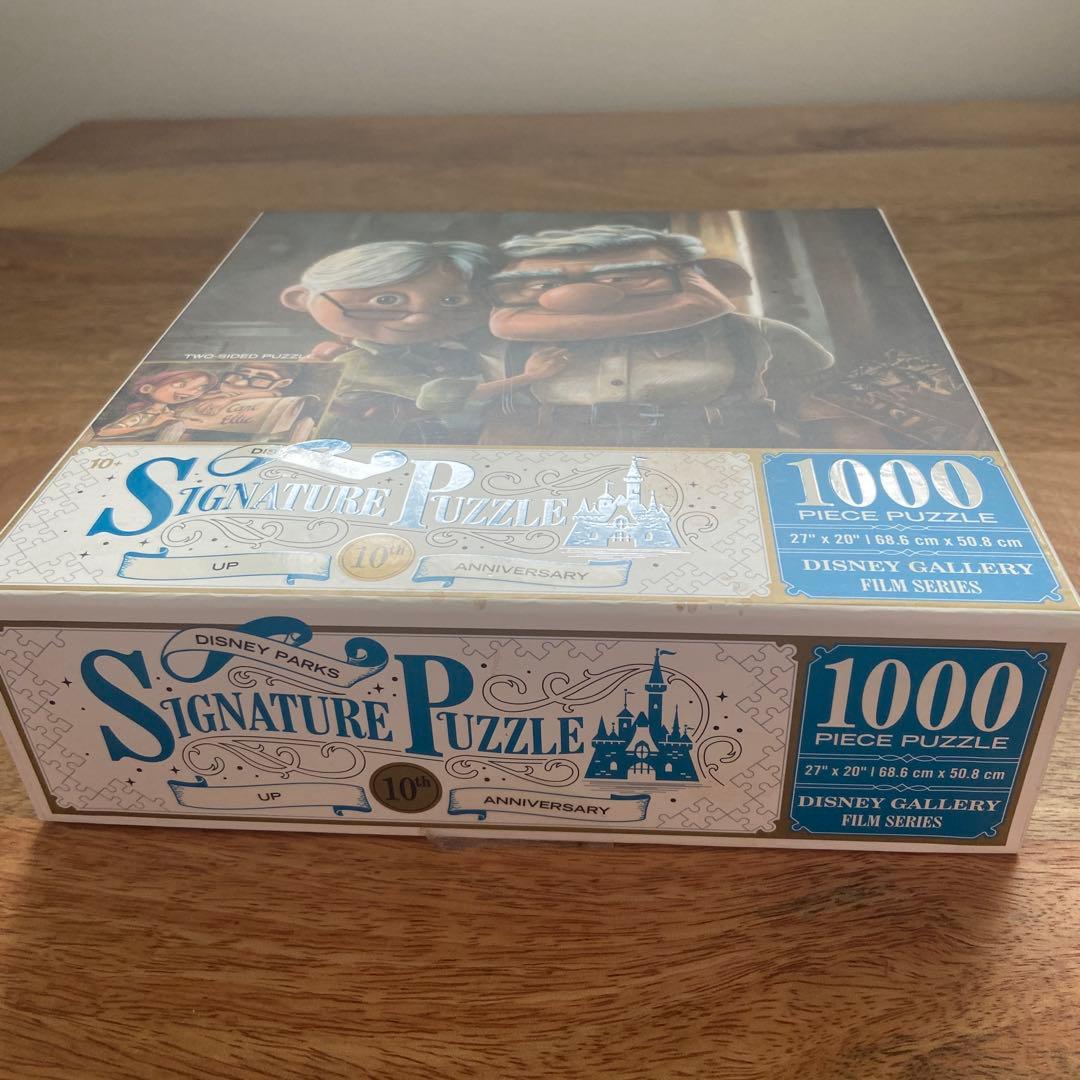 TWO-SIDED PUZZLE
Carl
Ellie
10+
SIGNATURE PUZZLE
UP 10th ANNIVERSARY
1000
PIECE PUZZLE
27" x 20" | 68.6 cm x 50.8 cm
DISNEY GALLERY
FILM SERIES
DISNEY PARKS
SIGNATURE PUZZLE
UP 10th ANNIVERSARY
1000
PIECE PUZZLE
27" x 20" | 68.6 cm x 50.8 cm
DISNEY GALLERY
FILM SERIES